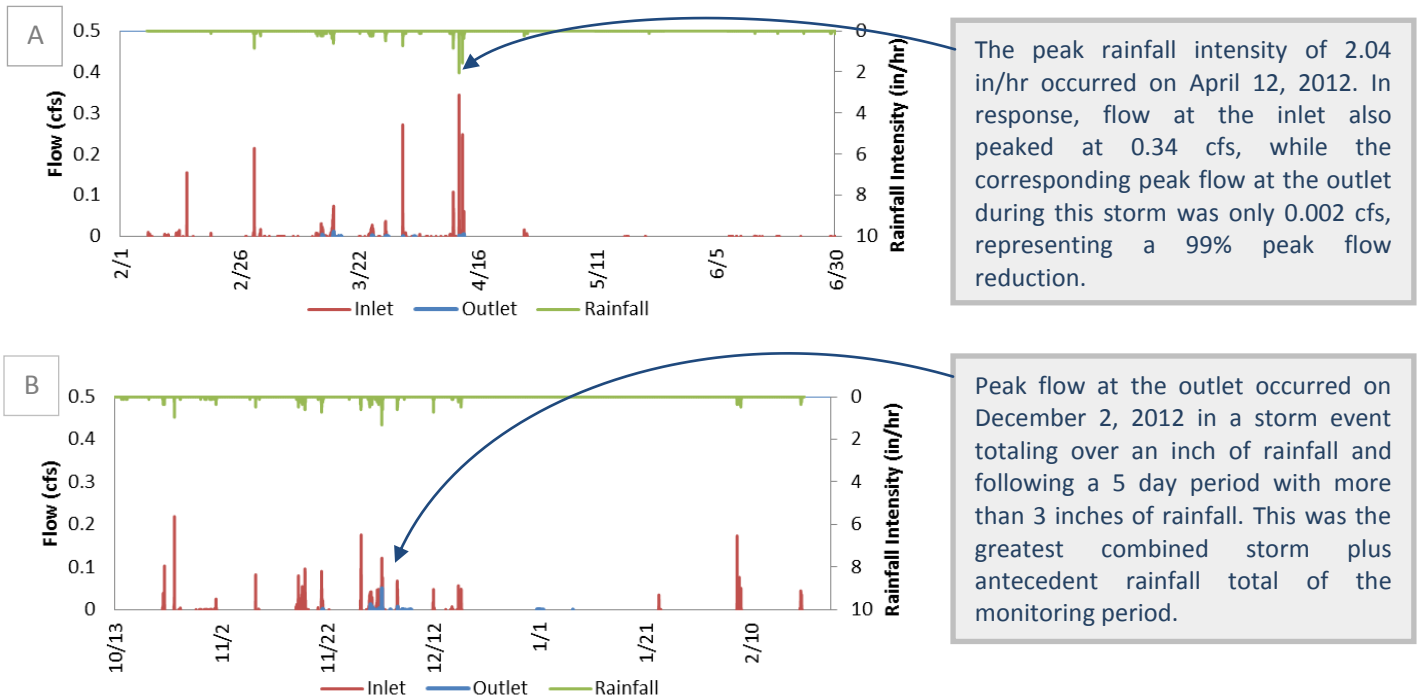 A
0.5
0.4
0.3
0.2
0.1
0
Flow (cfs)
0
2
4
6
8
10
Rainfall Intensity (in/hr)
2/1
2/26
3/22
4/16
5/11
6/5
6/30
Inlet
Outlet
Rainfall
The peak rainfall intensity of 2.04
in/hr occurred on April 12, 2012. In
response, flow at the inlet also
peaked at 0.34 cfs, while the
corresponding peak flow at the outlet
during this storm was only 0.002 cfs,
representing a 99% peak flow
reduction.
B
0.5
0.4
0.3
0.2
0.1
0
Flow (cfs)
0
2
4
6
8
10
Rainfall Intensity (in/hr)
10/13
11/2
11/22
12/12
1/1
1/21
2/10
Inlet
Outlet
Rainfall
Peak flow at the outlet occurred on
December 2, 2012 in a storm event
totaling over an inch of rainfall and
following a 5 day period with more
than 3 inches of rainfall. This was the
greatest combined storm plus
antecedent rainfall total of the
monitoring period.